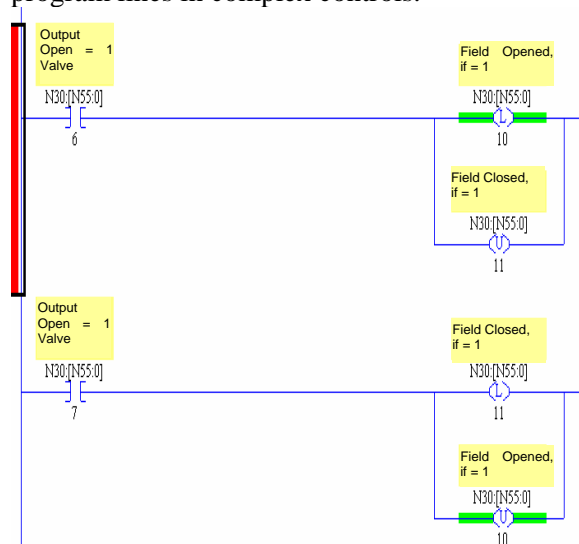 program lines in complex controls.
Output
Open = 1
Valve
N30:[N55:0]
6
Field Opened,
if = 1
N30:[N55:0]
L
10
Field Closed,
if = 1
N30:[N55:0]
U
11
Output
Open = 1
Valve
N30:[N55:0]
7
Field Closed,
if = 1
N30:[N55:0]
L
11
Field Opened,
if = 1
N30:[N55:0]
U
10